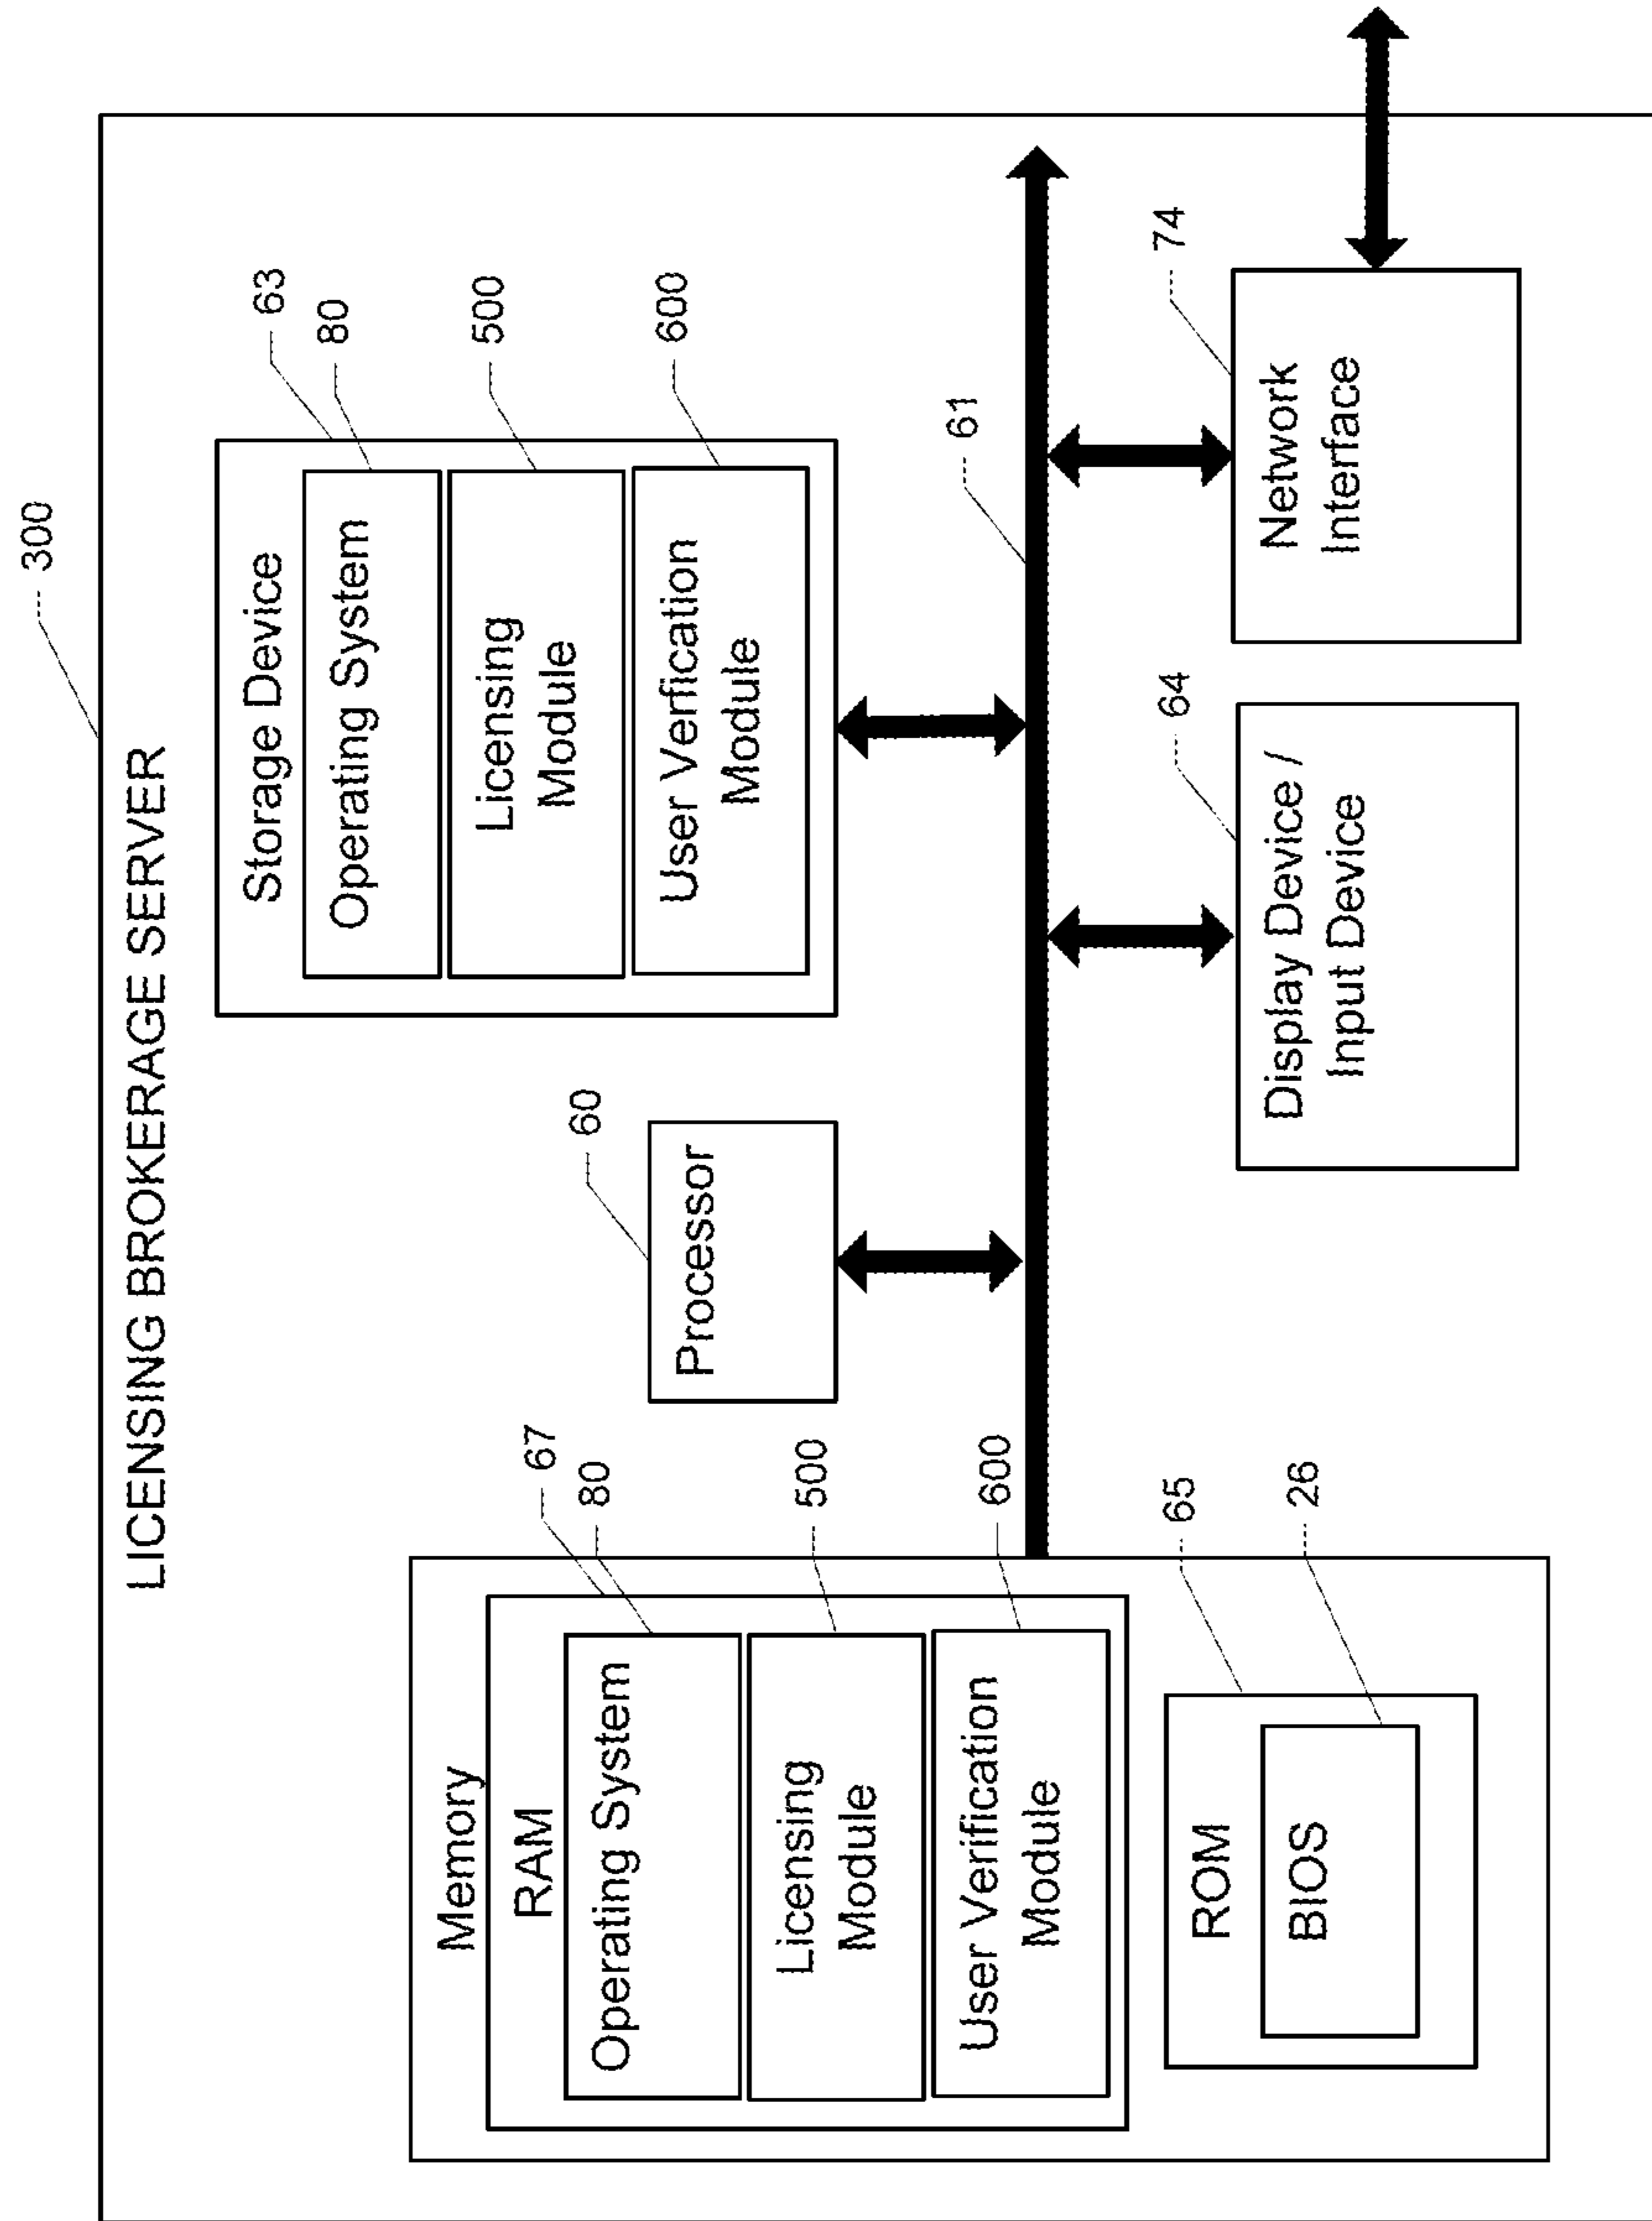 300
LICENSING BROKERAGE SERVER
Memory
RAM
Operating System
Licensing
Module
User Verification
Module
67
80
500
600
ROM
BIOS
65
26
Processor
60
Storage Device
Operating System
Licensing
Module
User Verfication
Module
63
80
500
600
61
Display Device /
Input Device
64
Network
Interface
74